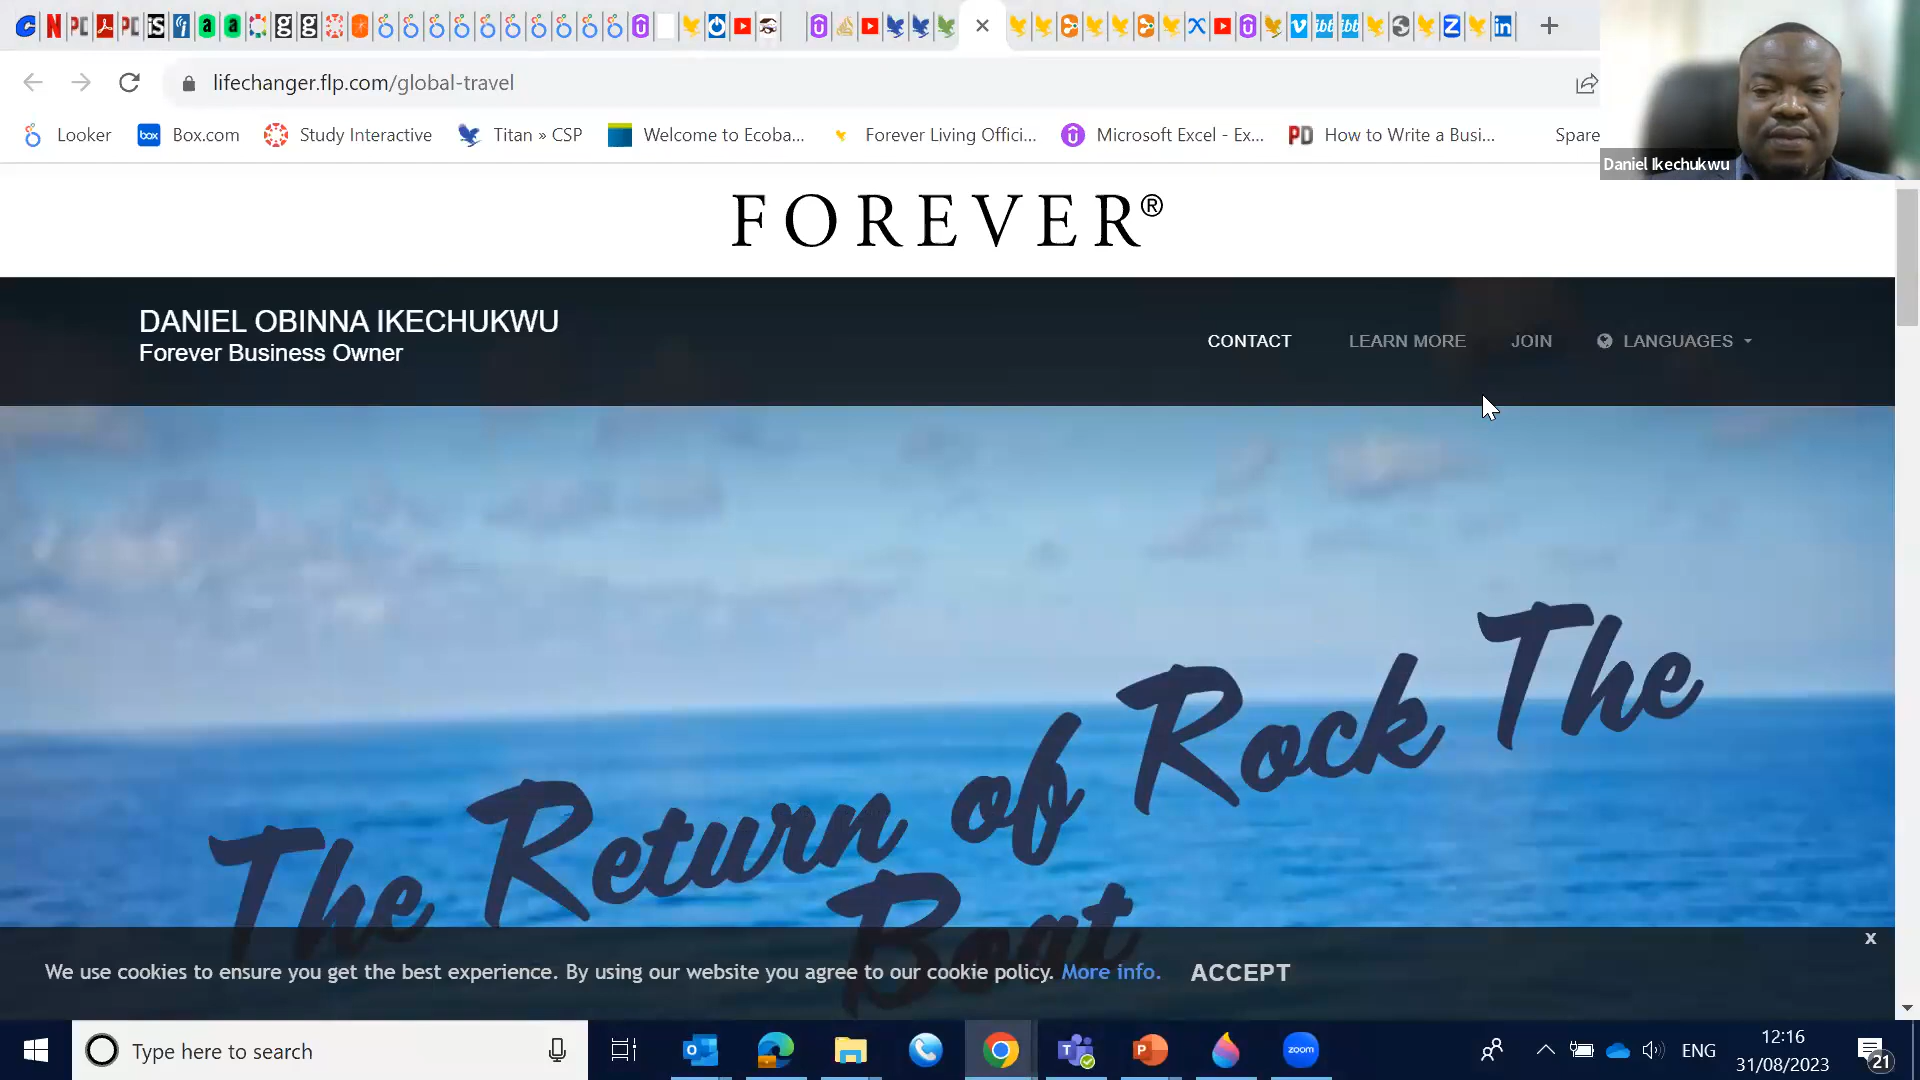 lifechanger.flp.com/global-travel
Looker
Box.com
Study Interactive
Titan » CSP
Welcome to Ecoba...
Forever Living Offici...
Microsoft Excel - Ex...
How to Write a Busi...
Spare
Daniel Ikechukwu
FOREVER®
DANIEL OBINNA IKECHUKWU
Forever Business Owner
CONTACT
LEARN MORE
JOIN
LANGUAGES
The Return of Rock The
Boat
We use cookies to ensure you get the best experience. By using our website you agree to our cookie policy. More info.
ACCEPT
x
Type here to search
zoom
ENG
12:16
31/08/2023
21